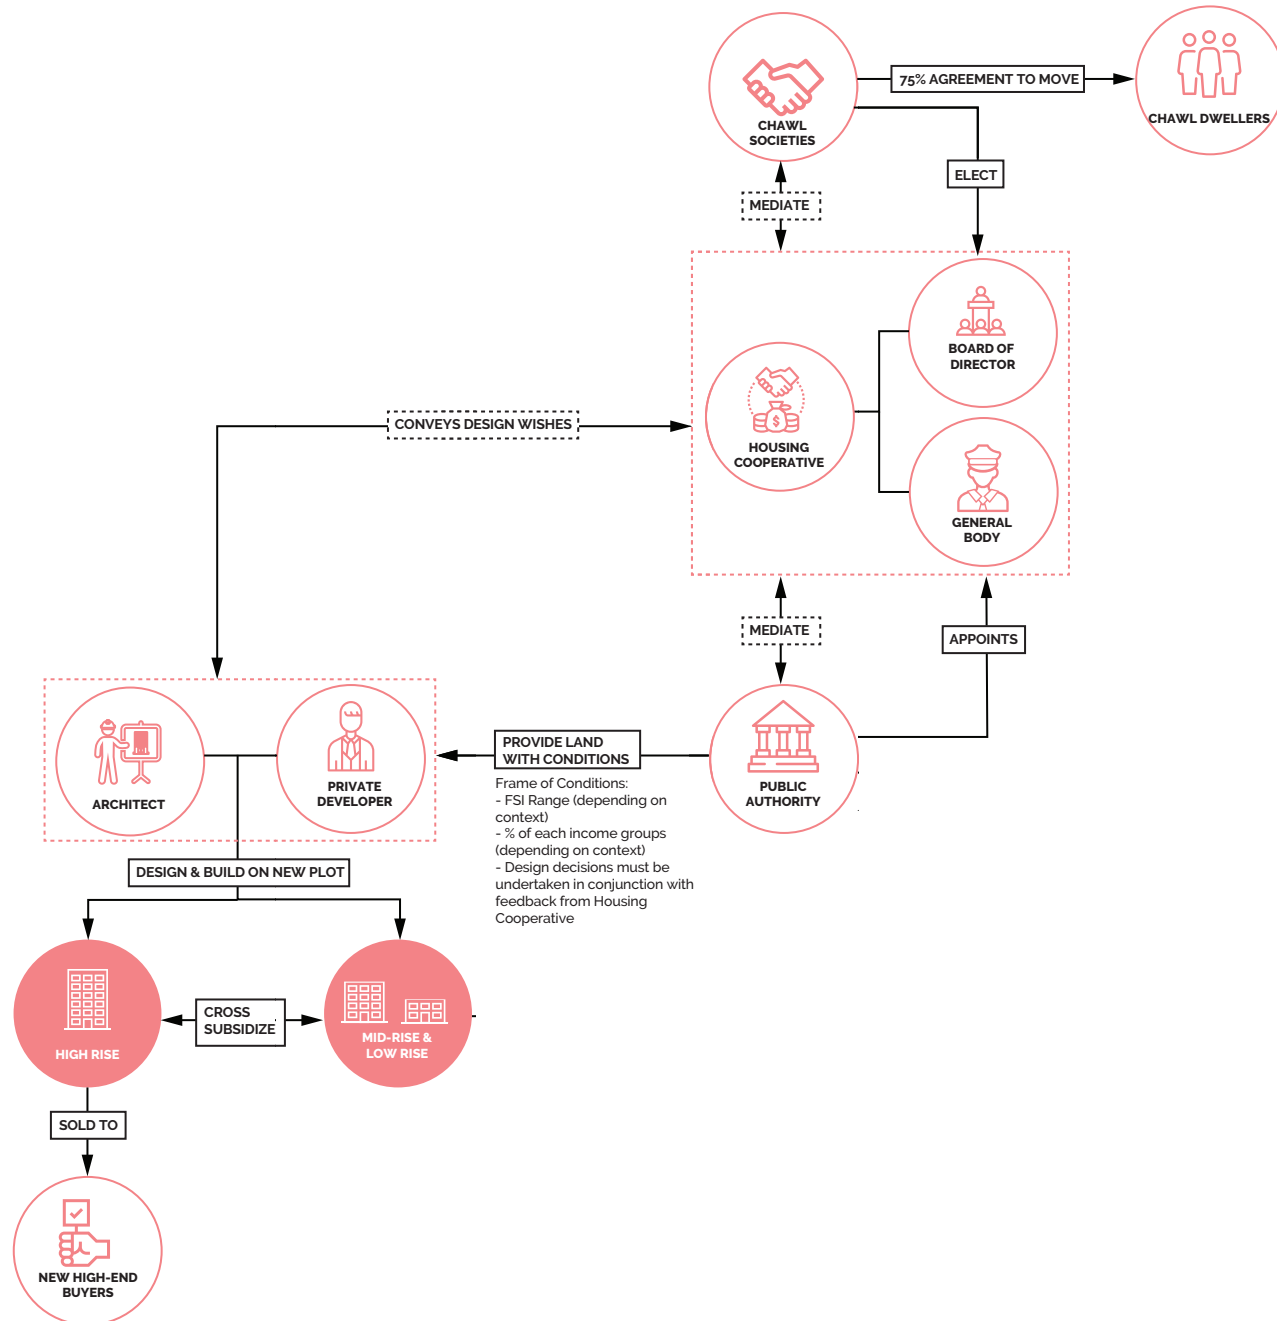 75% AGREEMENT TO MOVE
CHAWL
SOCIETIES
CHAWL DWELLERS
ELECT
MEDIATE
BOARD OF
DIRECTOR
CONVEYS DESIGN WISHES
HOUSING
COOPERATIVE
GENERAL
BODY
MEDIATE
APPOINTS
PROVIDE LAND
WITH CONDITIONS
ARCHITECT
PRIVATE
DEVELOPER
PUBLIC
AUTHORITY
Frame of Conditions:
- FSI Range (depending on
context)
- % of each income groups
(depending on context)
- Design decisions must be
undertaken in conjunction with
feedback from Housing
Cooperative
DESIGN & BUILD ON NEW PLOT
HIGH RISE
CROSS
SUBSIDIZE
MID-RISE &
LOW RISE
SOLD TO
NEW HIGH-END
BUYERS